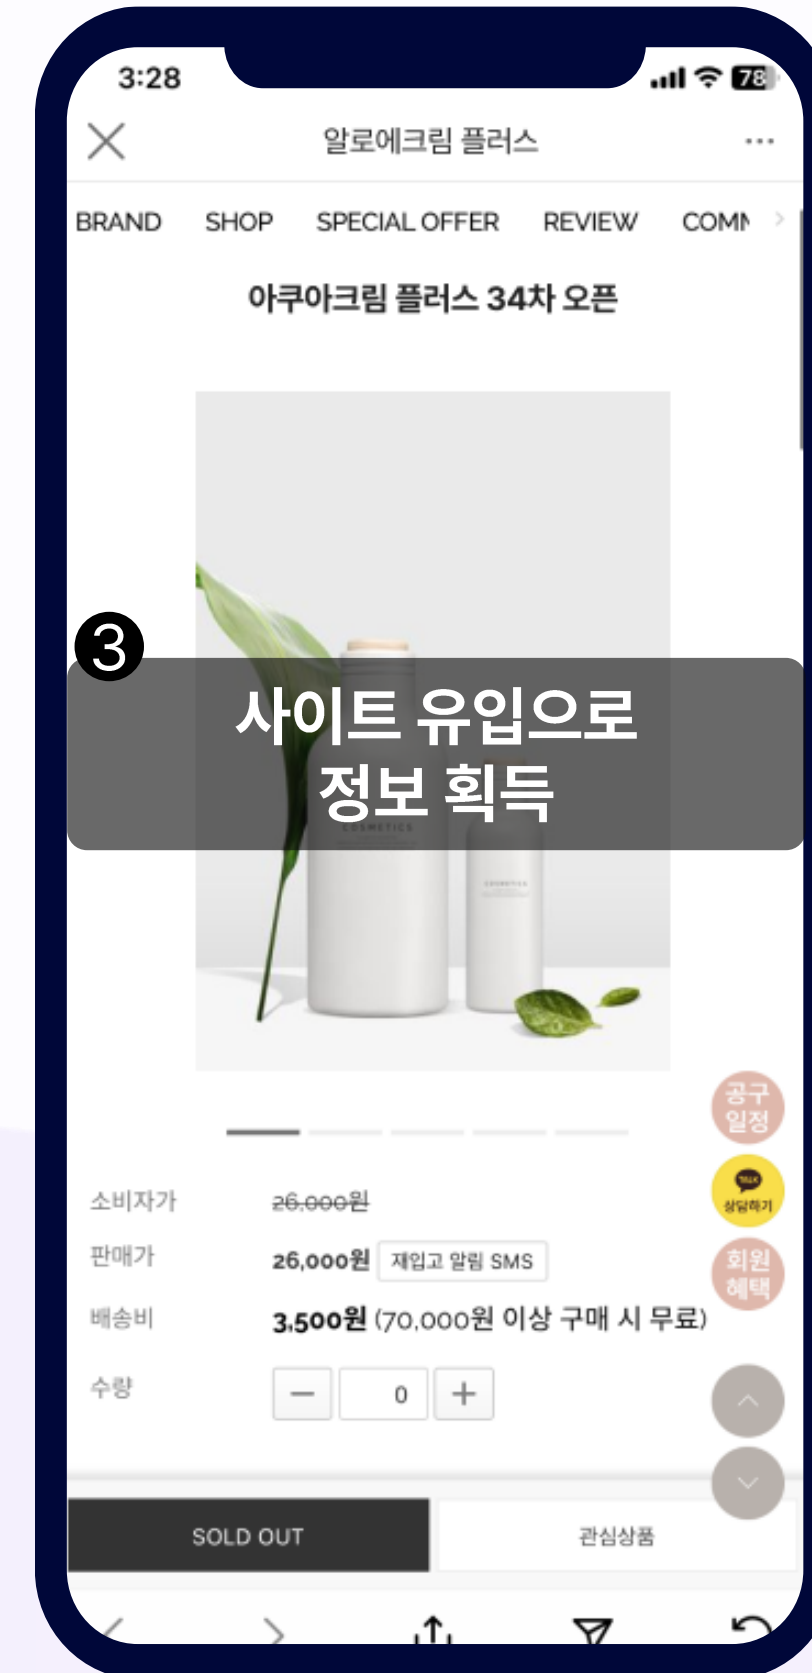 3:28
78
알로에크림 플러스
BRAND SHOP SPECIAL OFFER REVIEW COMM
아쿠아크림 플러스 34차 오픈
3
사이트 유입으로
정보 획득
COSMETICS
COSMETICS
공구
일정
소비자가 26,000원
TALK
상담하기
판매가 26,000원 재입고 알림 SMS
회원
혜택
배송비 3,500원 (70,000원 이상 구매 시 무료)
수량 0
SOLD OUT 관심상품